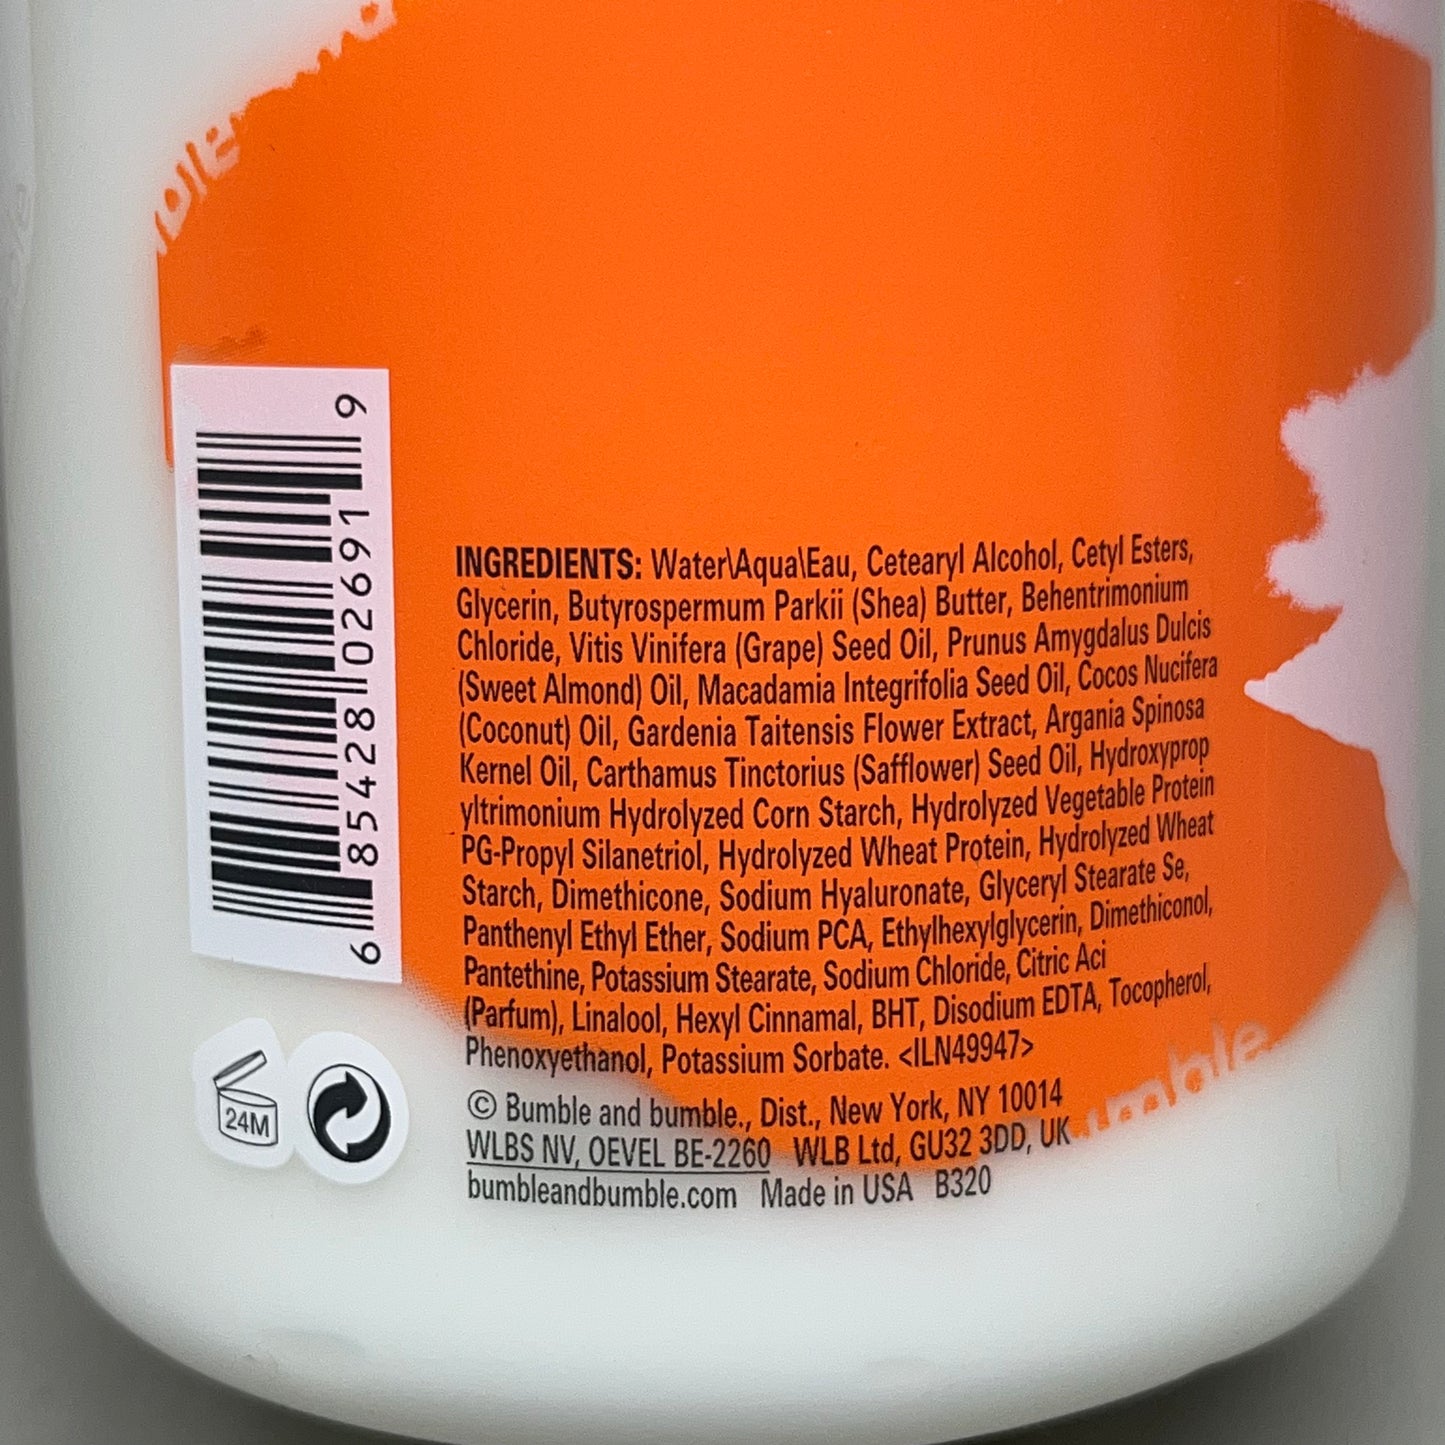 INGREDIENTS: Water\Aqua\Eau, Cetearyl Alcohol, Cetyl Esters,
Glycerin, Butyrospermum Parkii (Shea) Butter, Behentrimonium
Chloride, Vitis Vinifera (Grape) Seed Oil, Prunus Amygdalus Dulcis
(Sweet Almond) Oil, Macadamia Integrifolia Seed Oil, Cocos Nucifera
(Coconut) Oil, Gardenia Taitensis Flower Extract, Argania Spinosa
Kernel Oil, Carthamus Tinctorius (Safflower) Seed Oil, Hydroxyprop
yltrimonium Hydrolyzed Corn Starch, Hydrolyzed Vegetable Protein
PG-Propyl Silanetriol, Hydrolyzed Wheat Protein, Hydrolyzed Wheat
Starch, Dimethicone, Sodium Hyaluronate, Glyceryl Stearate Se,
Panthenyl Ethyl Ether, Sodium PCA, Ethylhexylglycerin, Dimethiconol,
Pantethine, Potassium Stearate, Sodium Chloride, Citric Aci
(Parfum), Linalool, Hexyl Cinnamal, BHT, Disodium EDTA, Tocopherol,
Phenoxyethanol, Potassium Sorbate. <ILN49947>
© Bumble and bumble., Dist., New York, NY 10014
WLBS NV, OEVEL BE-2260 WLB Ltd, GU32 3DD, UK
bumbleandbumble.com Made in USA B320
6 85428 02691 9
24M
umble